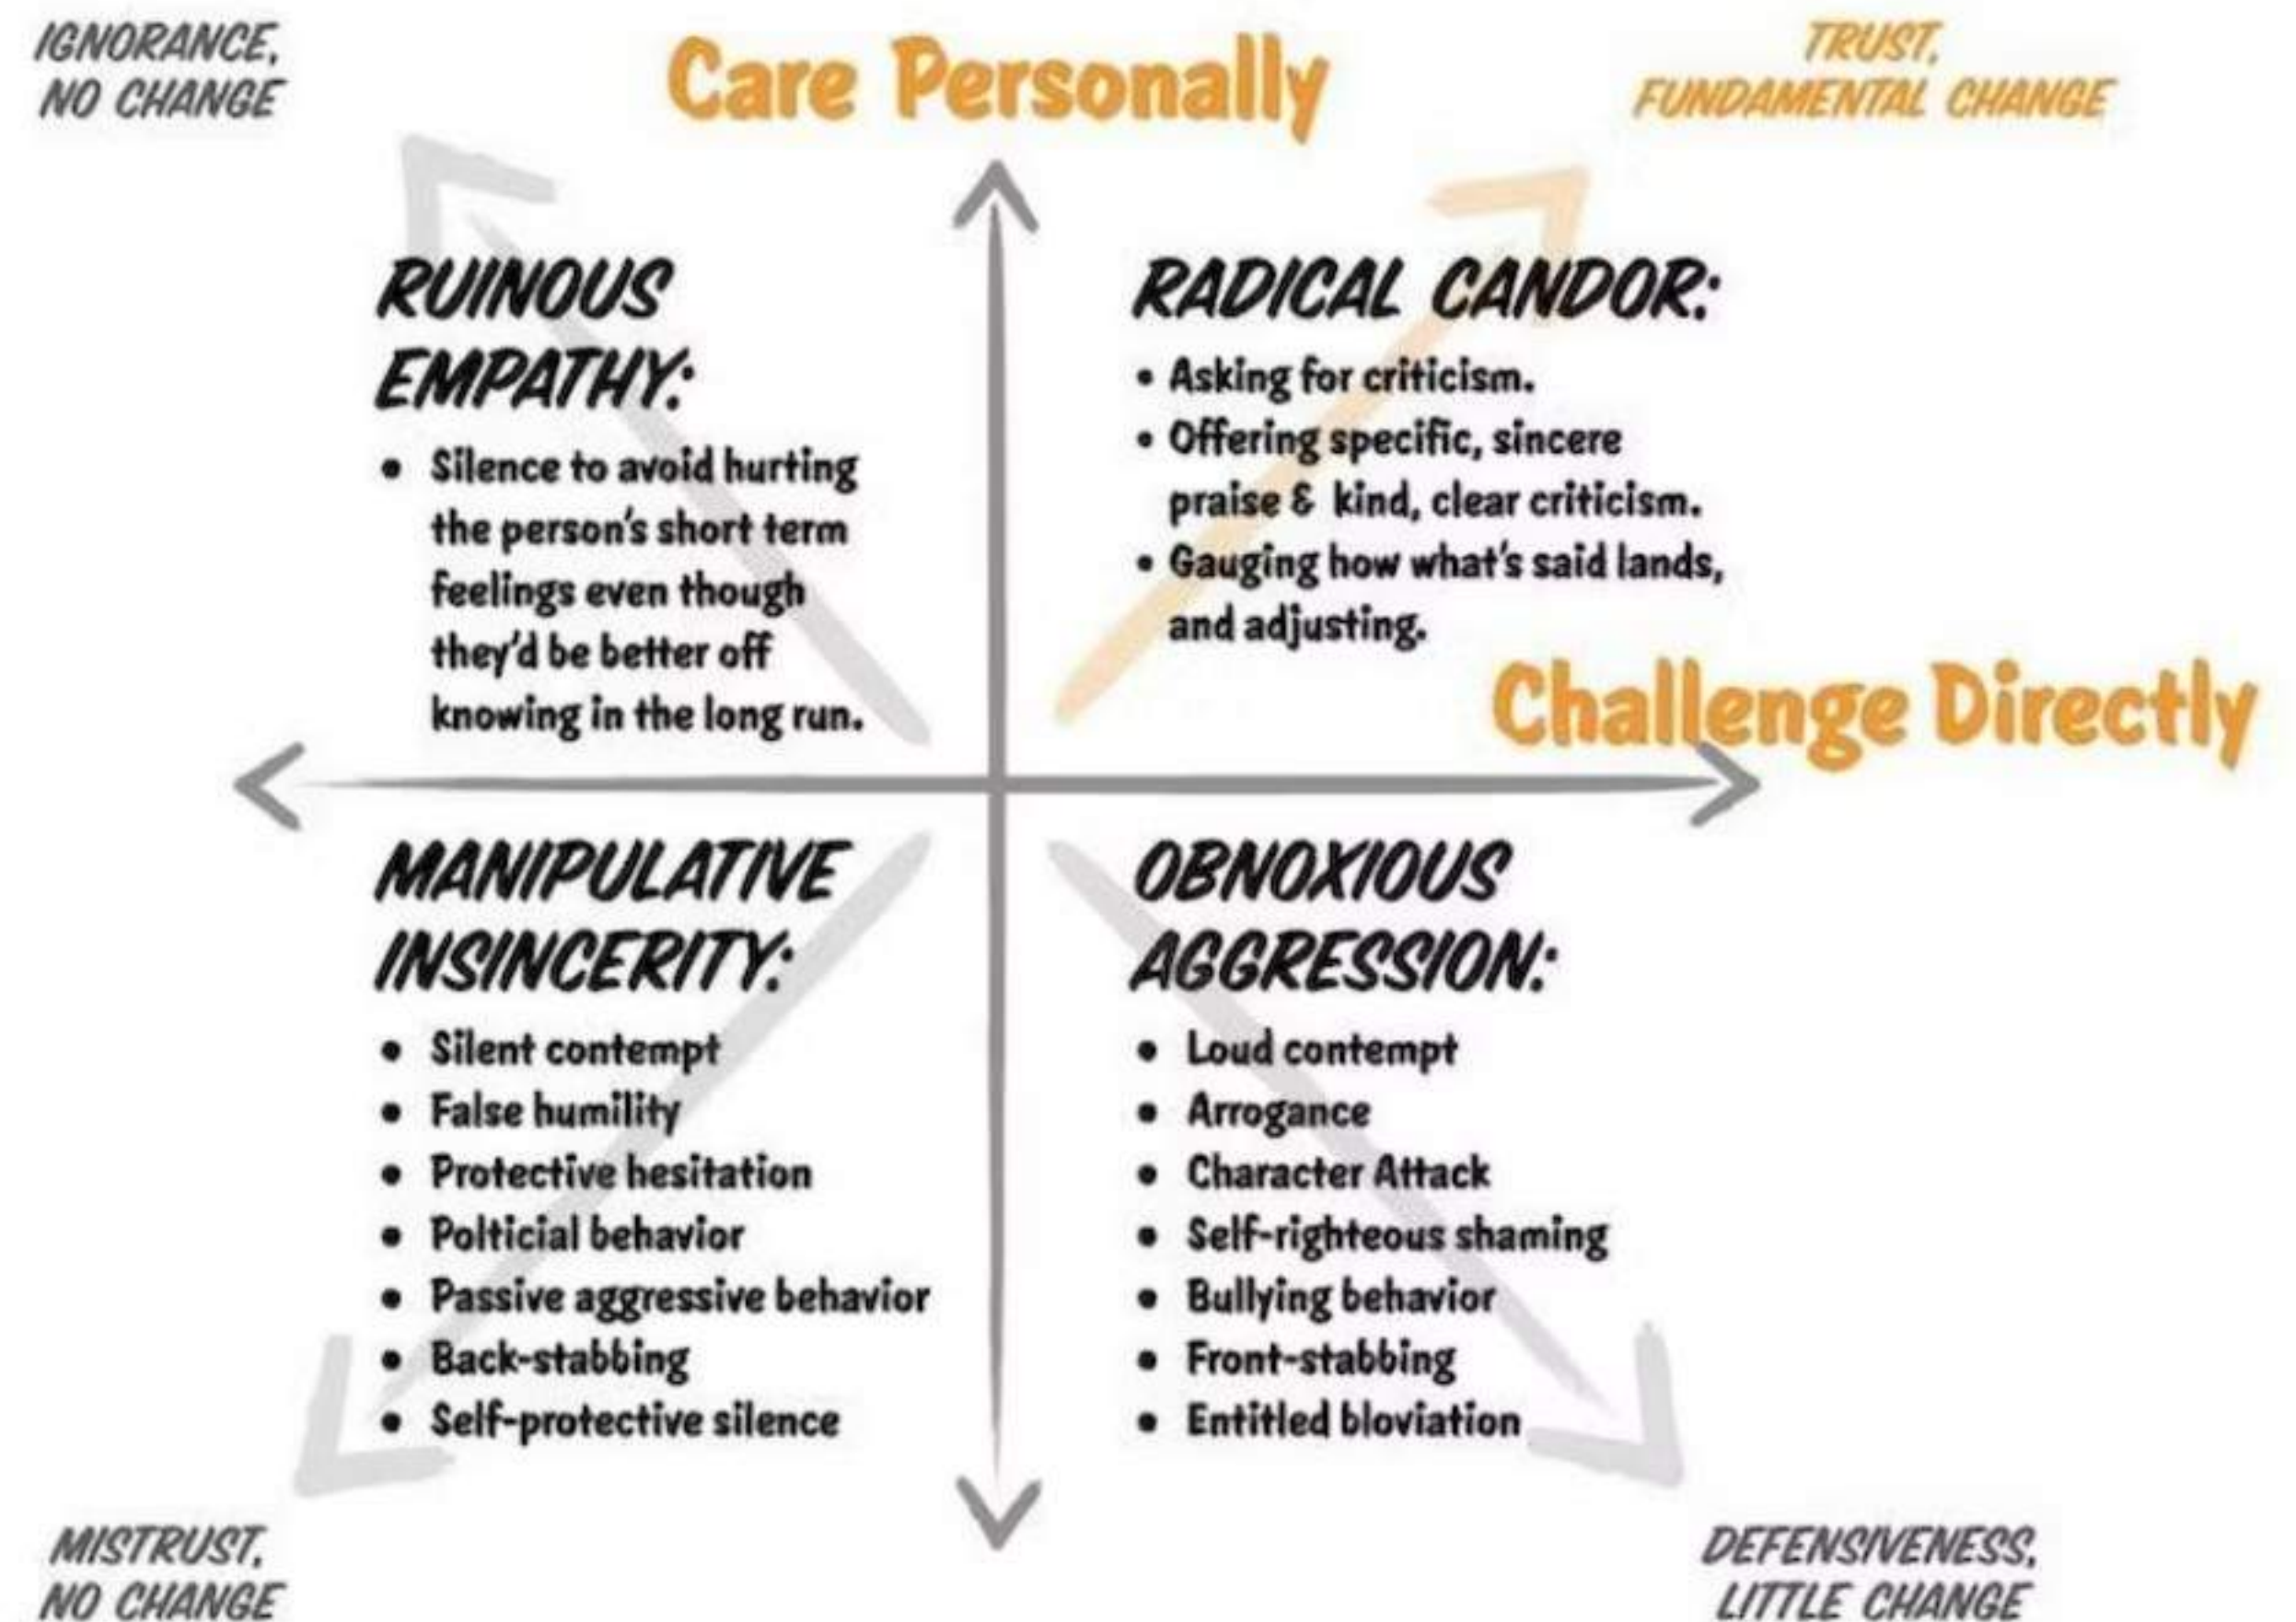 IGNORANCE,
NO CHANGE
Care Personally
TRUST,
FUNDAMENTAL CHANGE
RUINOUS
EMPATHY:
• Silence to avoid hurting
the person's short term
feelings even though
they'd be better off
knowing in the long run.
RADICAL CANDOR:
• Asking for criticism.
• Offering specific, sincere
praise & kind, clear criticism.
• Gauging how what's said lands,
and adjusting.
Challenge Directly
MANIPULATIVE
INSINCERITY:
• Silent contempt
• False humility
• Protective hesitation
• Polticial behavior
• Passive aggressive behavior
• Back-stabbing
• Self-protective silence
OBNOXIOUS
AGGRESSION:
• Loud contempt
• Arrogance
• Character Attack
• Self-righteous shaming
• Bullying behavior
• Front-stabbing
• Entitled bloviation
MISTRUST,
NO CHANGE
DEFENSIVENESS,
LITTLE CHANGE